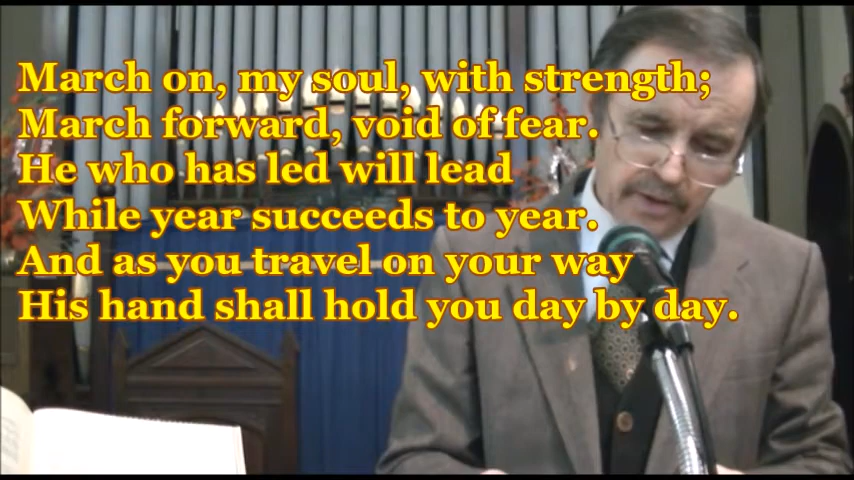 March on, my soul, with strength;
March forward, void of fear.
He who has led will lead
While year succeeds to year.
And as you travel on your way
His hand shall hold you day by day.